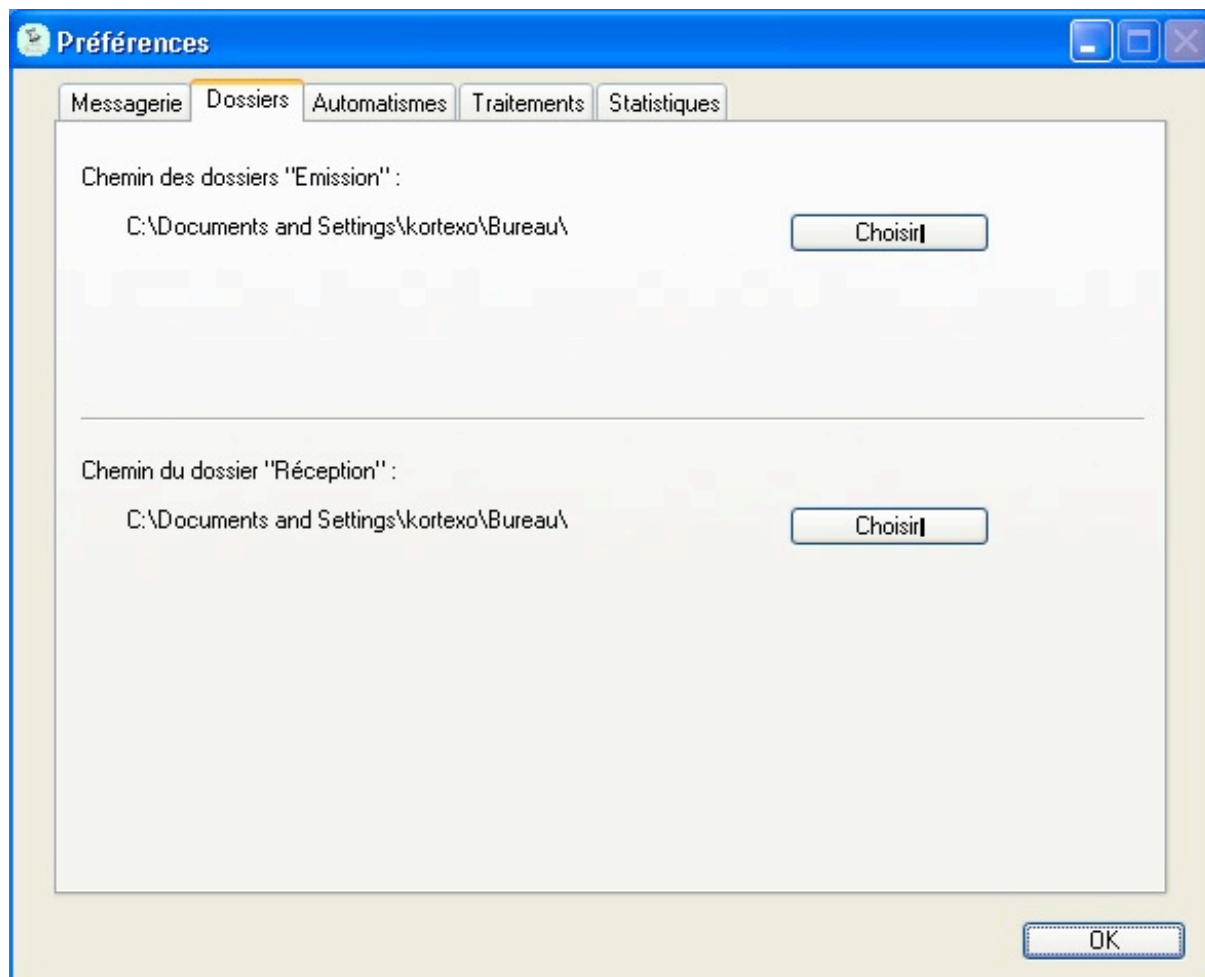 Préférences
Messagerie Dossiers Automatismes Traitements Statistiques
Chemin des dossiers "Emission" :
C:\Documents and Settings\kortexo\Bureau\ Choisir
Chemin du dossier "Réception" :
C:\Documents and Settings\kortexo\Bureau\ Choisir
OK